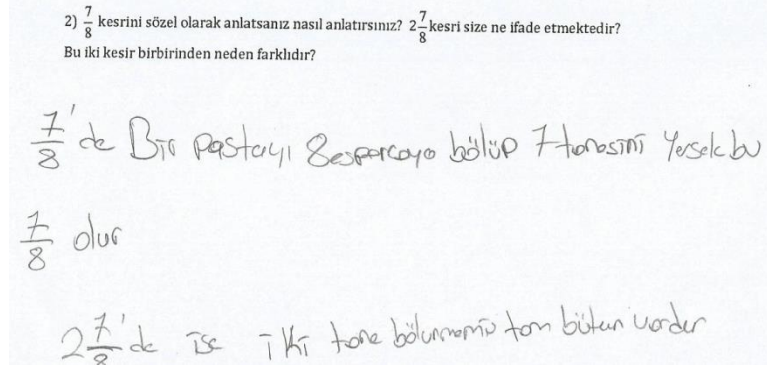 2) 7/8 kesrini sözel olarak anlatsanız nasıl anlatırsınız? 2 7/8 kesri size ne ifade etmektedir?
Bu iki kesir birbirinden neden farklıdır?
7/8'de Bir pastayı 8 eş parçaya bölüp 7 tanesini Yersek bu
7/8 olur
2 7/8'de ise iki tane bölünmemiş tam bütün vardır